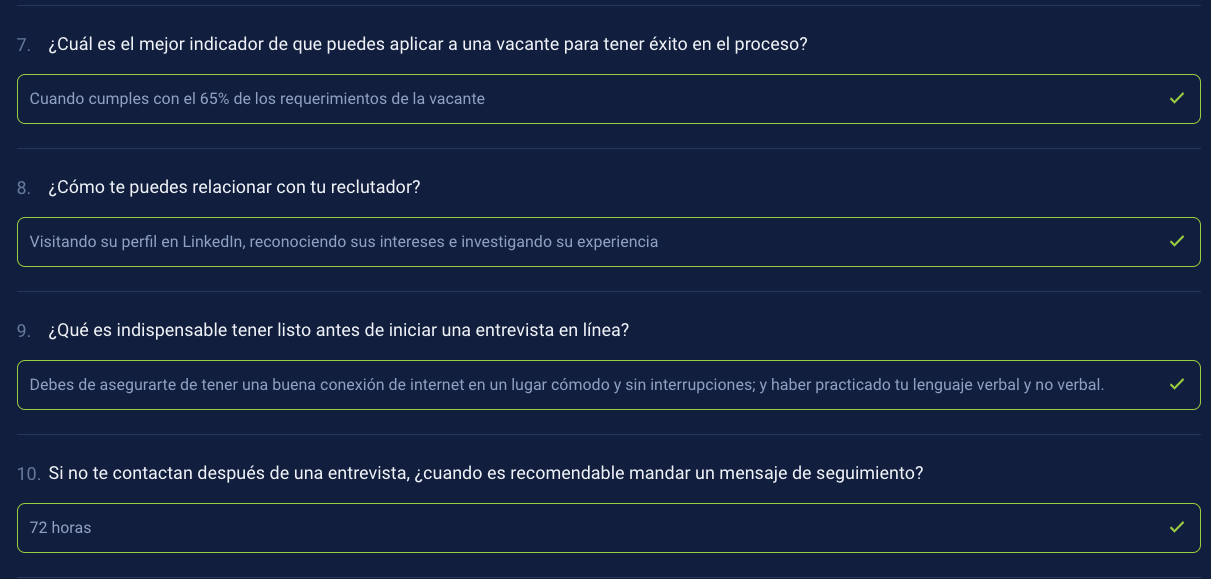 7. ¿Cuál es el mejor indicador de que puedes aplicar a una vacante para tener éxito en el proceso?
Cuando cumples con el 65% de los requerimientos de la vacante
8. ¿Cómo te puedes relacionar con tu reclutador?
Visitando su perfil en LinkedIn, reconociendo sus intereses e investigando su experiencia
9. ¿Qué es indispensable tener listo antes de iniciar una entrevista en línea?
Debes de asegurarte de tener una buena conexión de internet en un lugar cómodo y sin interrupciones; y haber practicado tu lenguaje verbal y no verbal.
10. Si no te contactan después de una entrevista, ¿cuando es recomendable mandar un mensaje de seguimiento?
72 horas